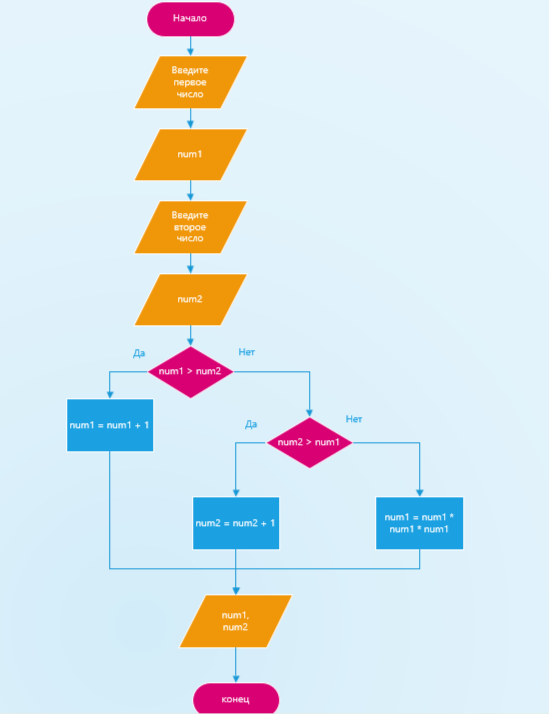 Начало
Введите
первое
число
num1
Введите
второе
число
num2
Да
Нет
num1 > num2
num1 = num1 + 1
Да
Нет
num2 > num1
num2 = num2 + 1
num1 = num1 *
num1 * num1
num1,
num2
конец